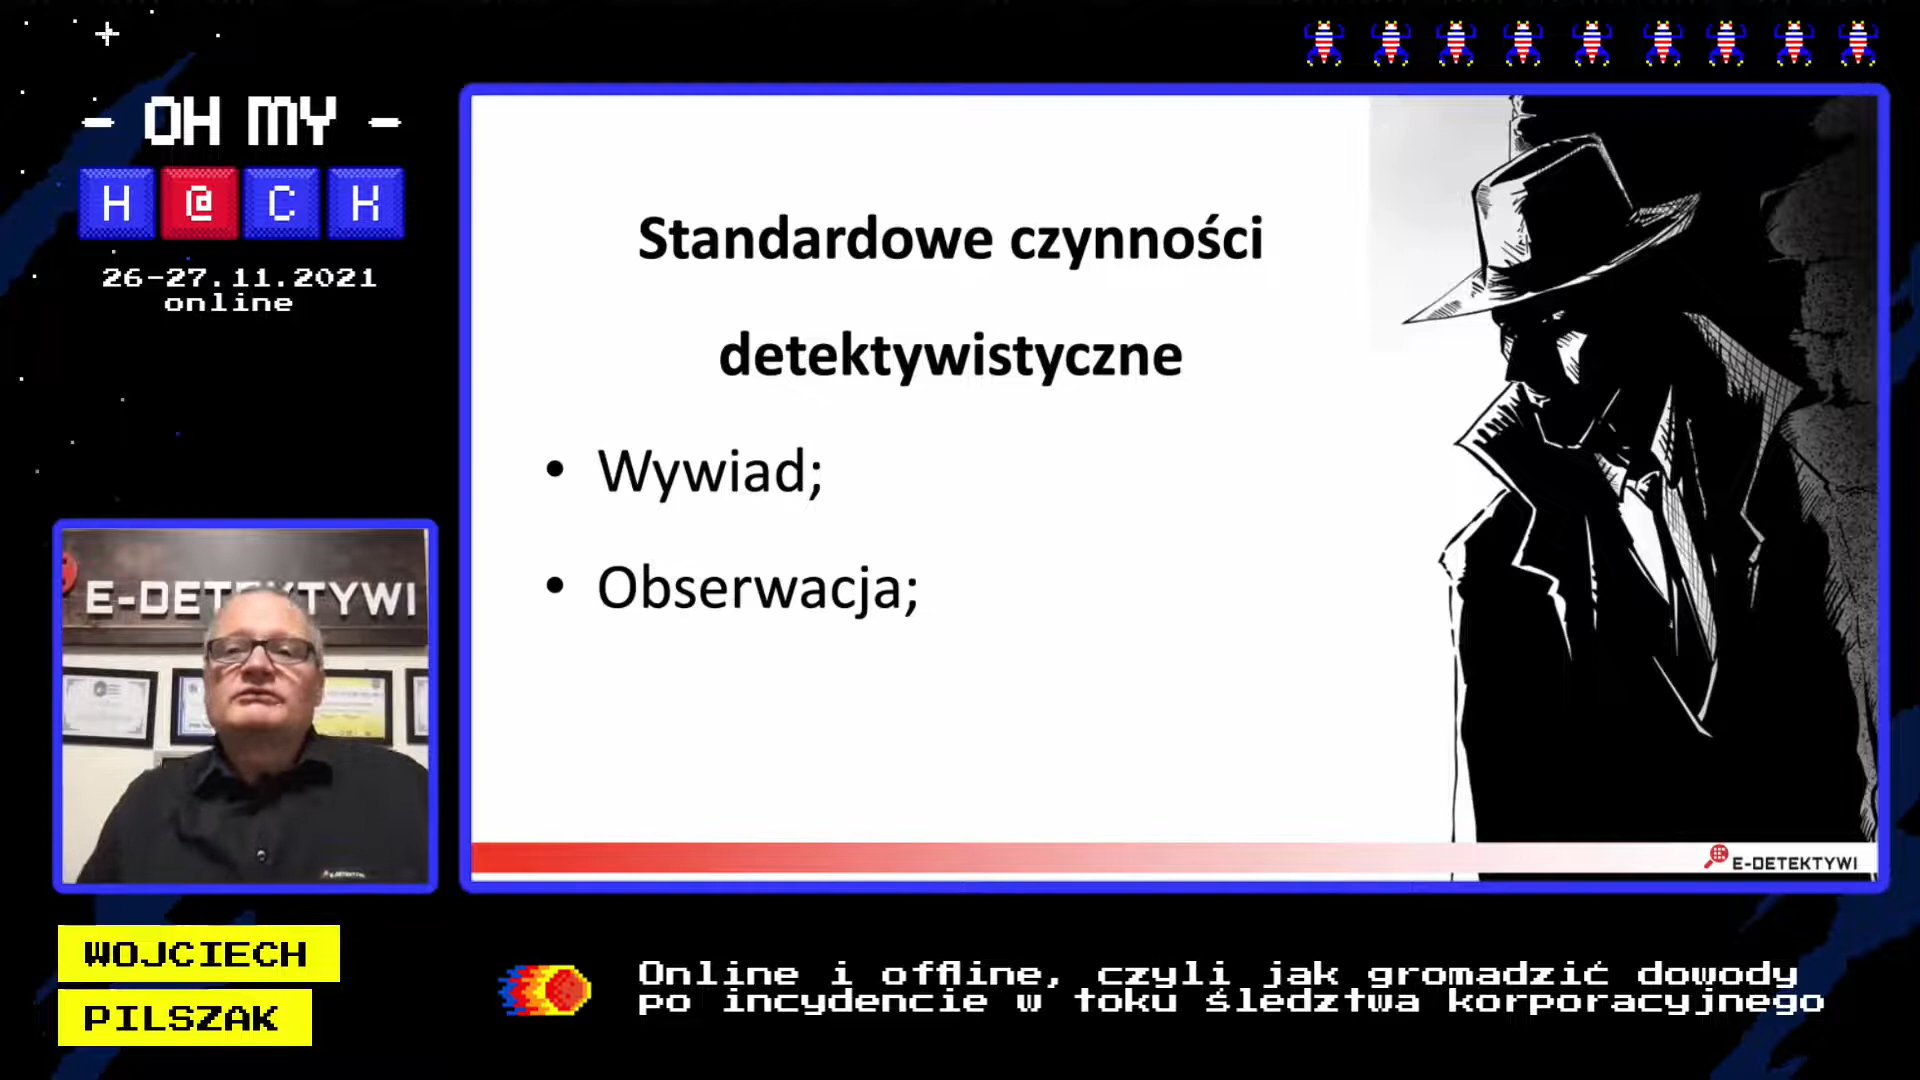 - OH MY -
H @ C K
26-27.11.2021
online
Standardowe czynności
detektywistyczne
• Wywiad;
• Obserwacja;
E-DETEKTYWI
E-DETEKTYWI
WOJCIECH
PILSZAK
Online i offline, czyli jak gromadzić dowody
po incydencie w toku śledztwa korporacyjnego